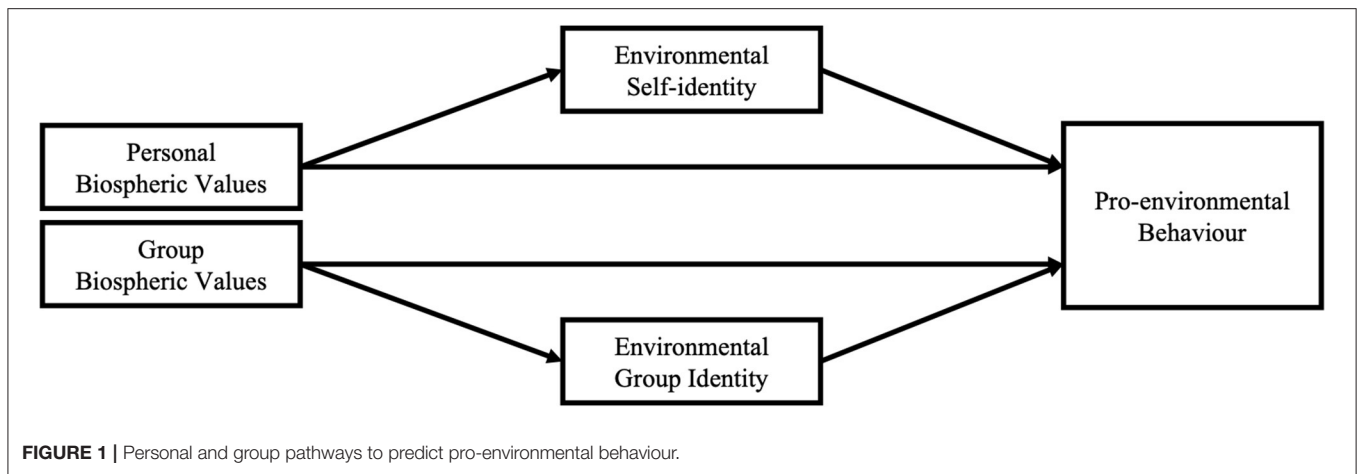 Environmental
Self-identity
Personal
Biospheric Values
Group
Biospheric Values
Pro-environmental
Behaviour
Environmental
Group Identity
FIGURE 1 | Personal and group pathways to predict pro-environmental behaviour.